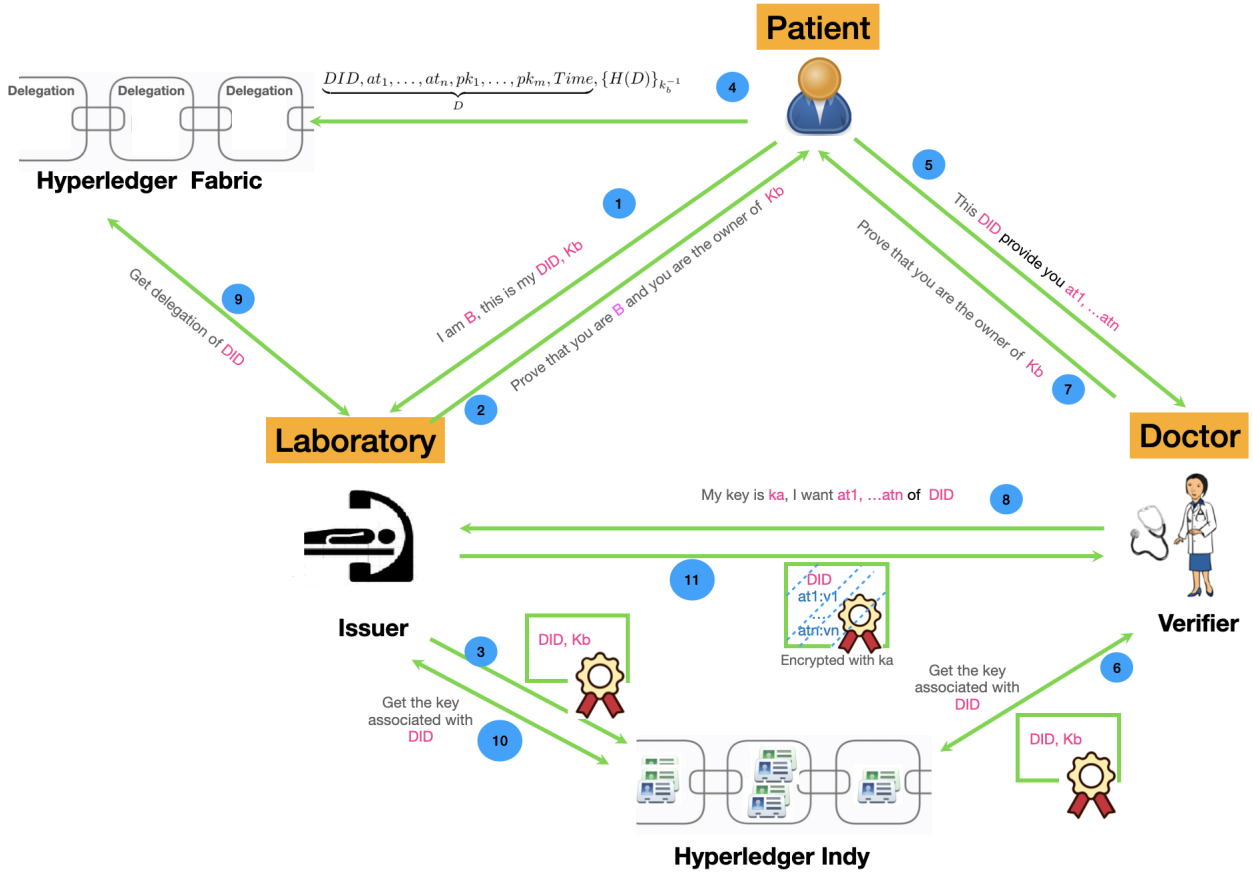 Patient
Delegation
Delegation
Delegation
DID, at₁, . . . , atₙ, pk₁, . . . , pkₘ, Time, {H(D)}ₖ_b⁻¹
D
4
Hyperledger Fabric
1
I am B, this is my DID, Kb
2
Prove that you are B and you are the owner of Kb
5
This DID provide you at1, ...atn
7
Prove that you are the owner of Kb
9
Get delegation of DID
Laboratory
Doctor
My key is ka, I want at1, ...atn of DID
8
11
DID
at1:v1
...
atn:vn
Encrypted with ka
Issuer
Verifier
3
DID, Kb
Get the key
associated with
DID
10
Get the key
associated with
DID
6
DID, Kb
Hyperledger Indy